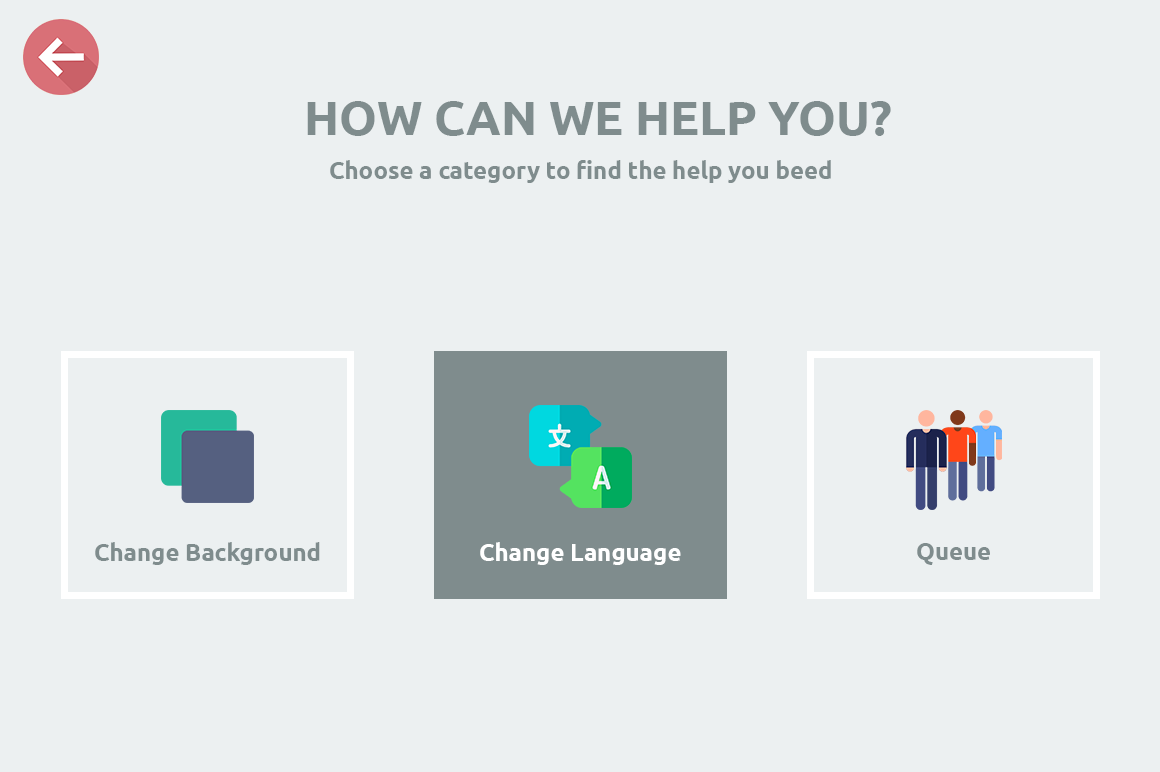 HOW CAN WE HELP YOU?
Choose a category to find the help you beed
文
A
Change Background
Change Language
Queue